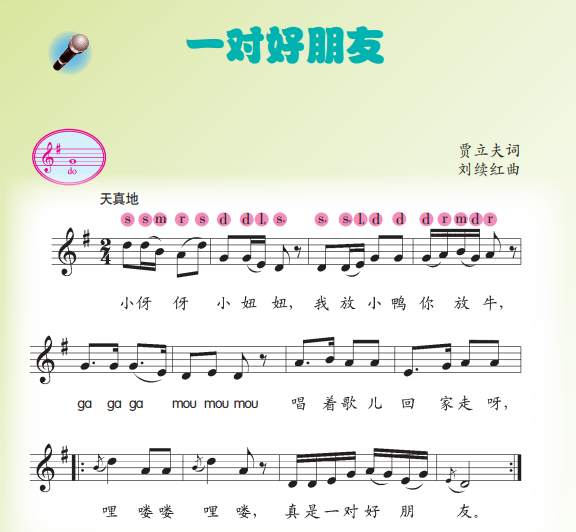 一对好朋友
do
贾立夫词
刘续红曲
天真地
s s m r s d d l s, s, s, l, d d d r m d r
2
4
小伢 伢 小 妞 妞, 我 放 小 鸭 你 放 牛,
ga ga ga mou mou mou 唱 着 歌 儿 回 家 走 呀,
哩 喽 喽 哩 喽, 真 是 一 对 好 朋 友。